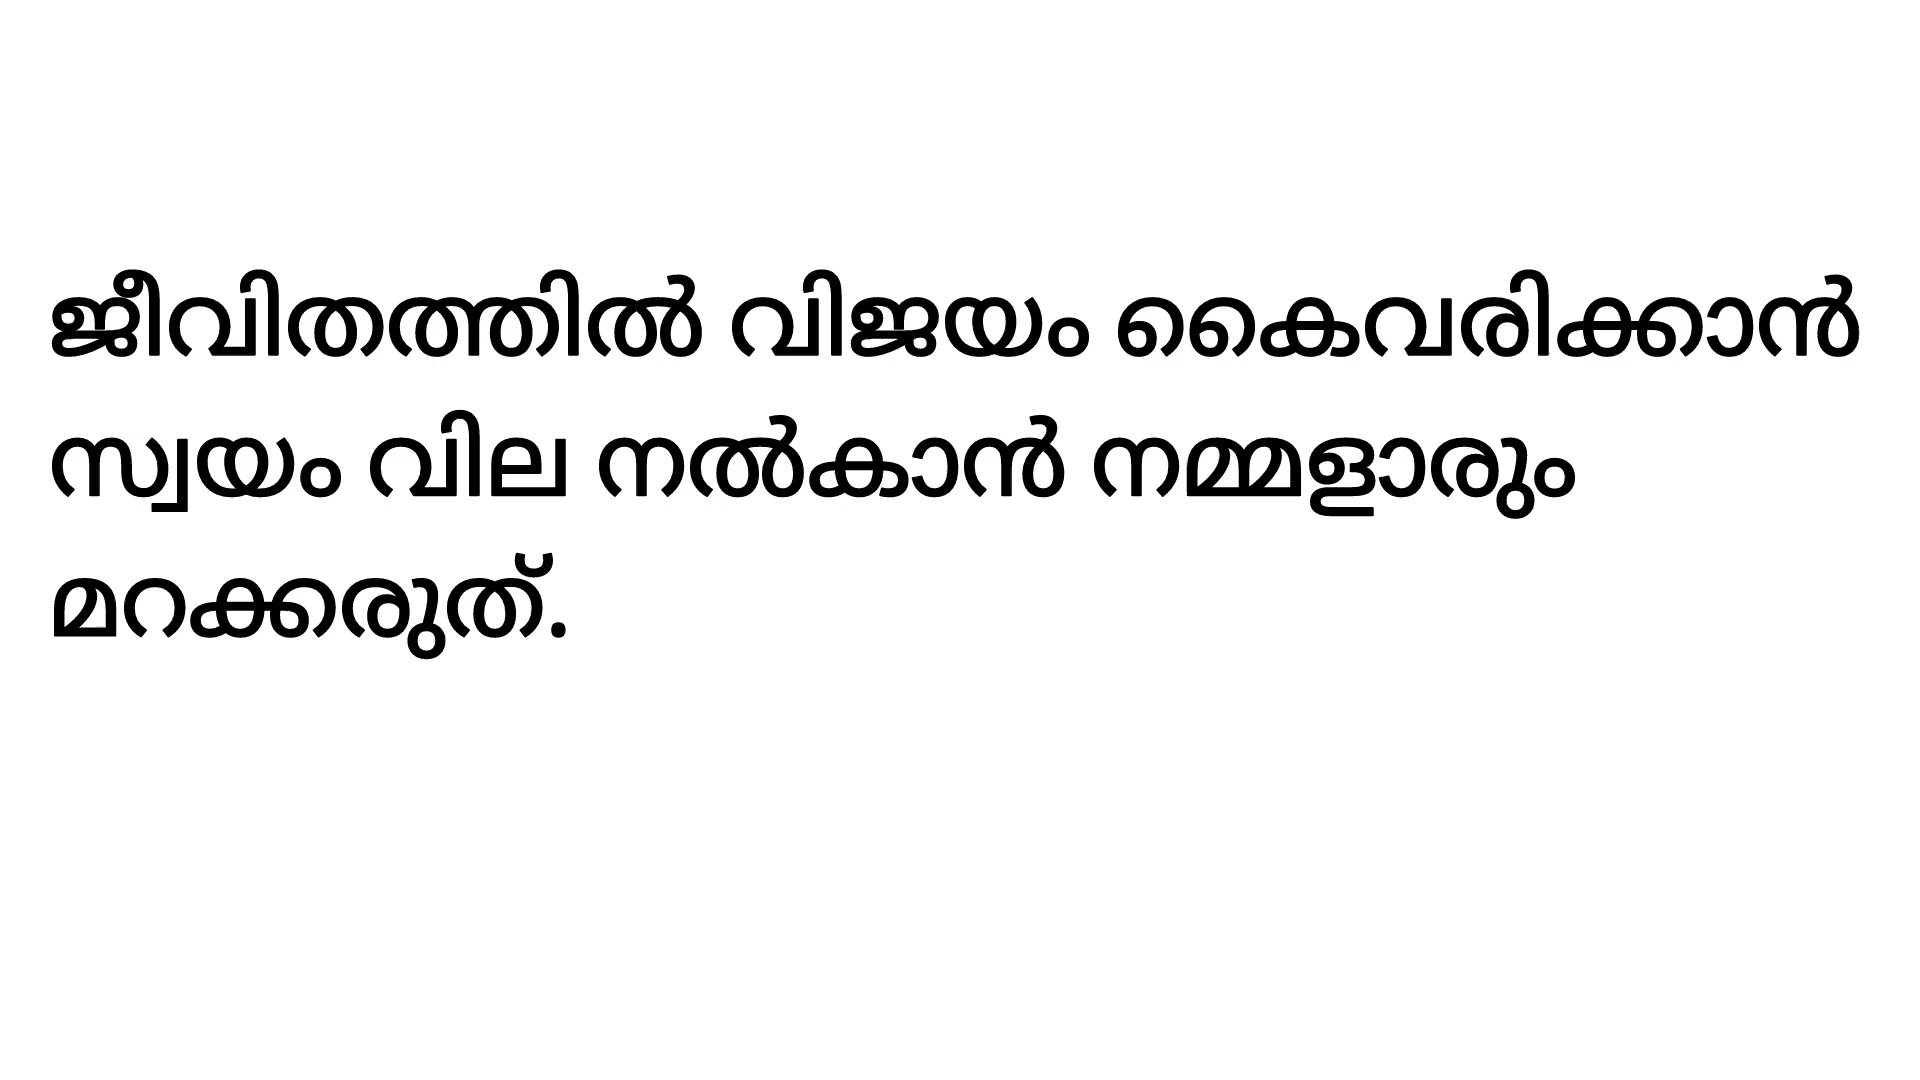 ജീവിതത്തിൽ വിജയം കൈവരിക്കാൻ
സ്വയം വില നൽകാൻ നമ്മളാരും
മറക്കരുത്.